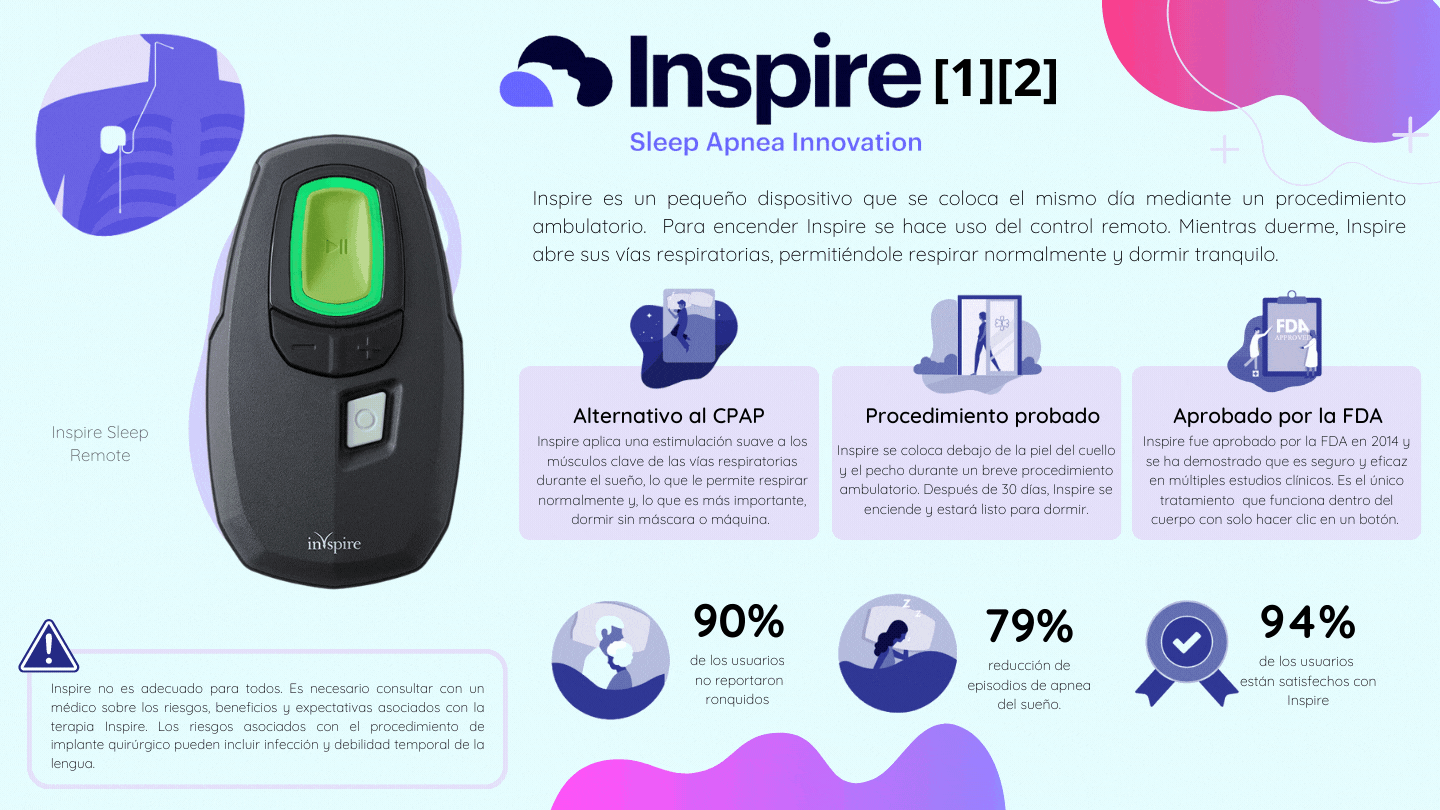 Inspire [1][2]
Sleep Apnea Innovation
Inspire es un pequeño dispositivo que se coloca el mismo día mediante un procedimiento
ambulatorio. Para encender Inspire se hace uso del control remoto. Mientras duerme, Inspire
abre sus vías respiratorias, permitiéndole respirar normalmente y dormir tranquilo.
Inspire Sleep
Remote
inspire
Alternativo al CPAP
Inspire aplica una estimulación suave a los
músculos clave de las vías respiratorias
durante el sueño, lo que le permite respirar
normalmente y, lo que es más importante,
dormir sin máscara o máquina.
Procedimiento probado
Inspire se coloca debajo de la piel del cuello
y el pecho durante un breve procedimiento
ambulatorio. Después de 30 días, Inspire se
enciende y estará listo para dormir.
FDA
APPROVED
Aprobado por la FDA
Inspire fue aprobado por la FDA en 2014 y
se ha demostrado que es seguro y eficaz
en múltiples estudios clínicos. Es el único
tratamiento que funciona dentro del
cuerpo con solo hacer clic en un botón.
90%
de los usuarios
no reportaron
ronquidos
z z
79%
reducción de
episodios de apnea
del sueño.
94%
de los usuarios
están satisfechos con
Inspire
Inspire no es adecuado para todos. Es necesario consultar con un
médico sobre los riesgos, beneficios y expectativas asociados con la
terapia Inspire. Los riesgos asociados con el procedimiento de
implante quirúrgico pueden incluir infección y debilidad temporal de la
lengua.